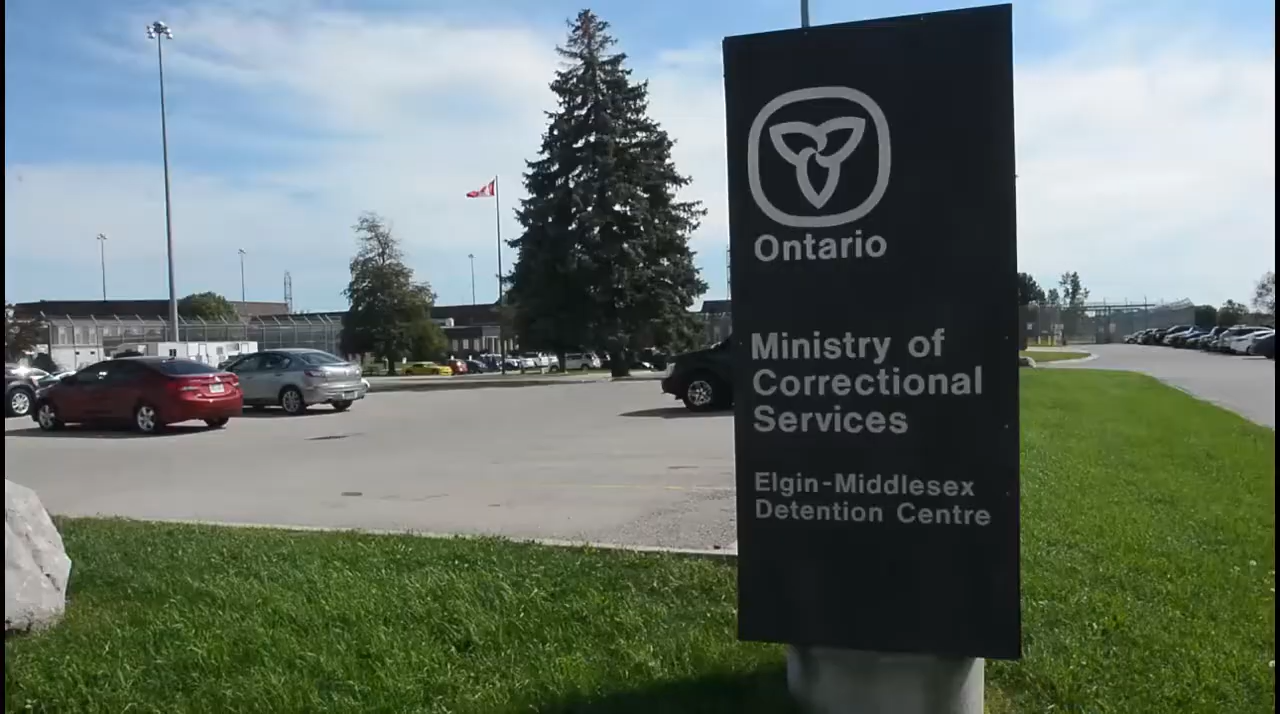 Ontario
Ministry of
Correctional
Services
Elgin-Middlesex
Detention Centre